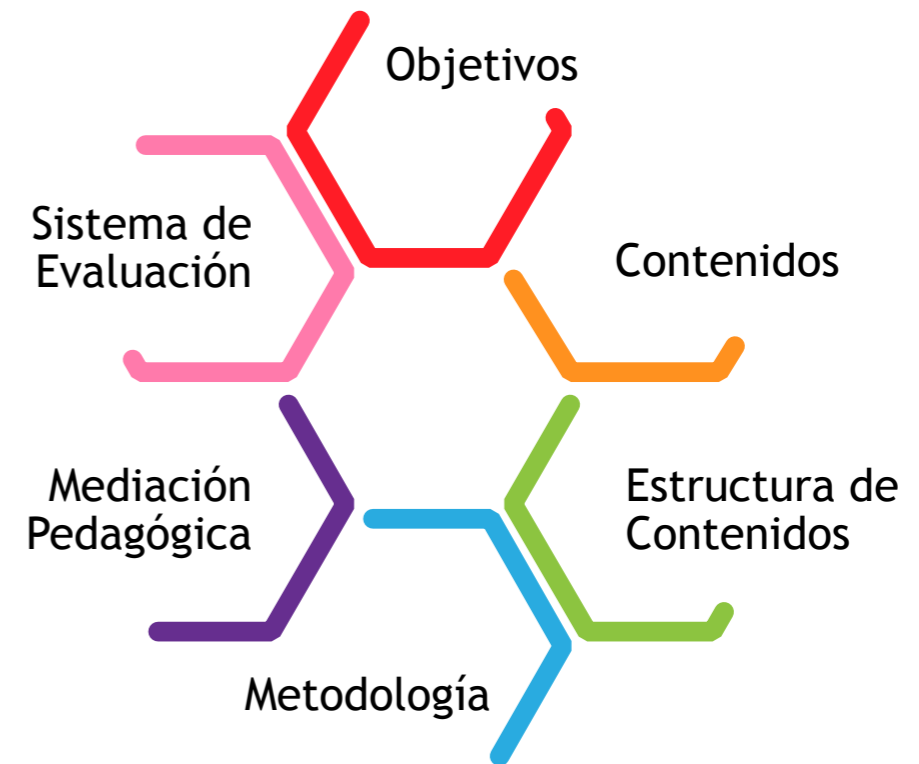 Objetivos
Contenidos
Estructura de
Contenidos
Metodología
Mediación
Pedagógica
Sistema de
Evaluación